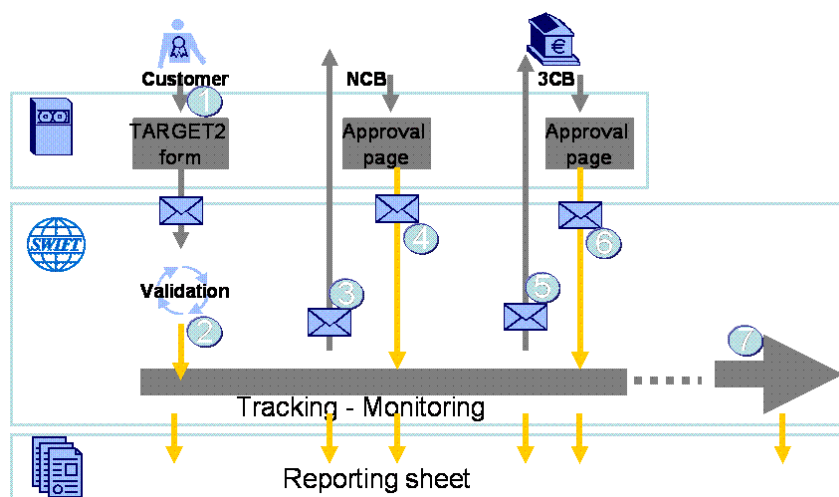 Customer
NCB
3CB
€
1
TARGET2
form
Approval
page
Approval
page
4
6
SWIFT
Validation
3
5
2
7
Tracking - Monitoring
Reporting sheet